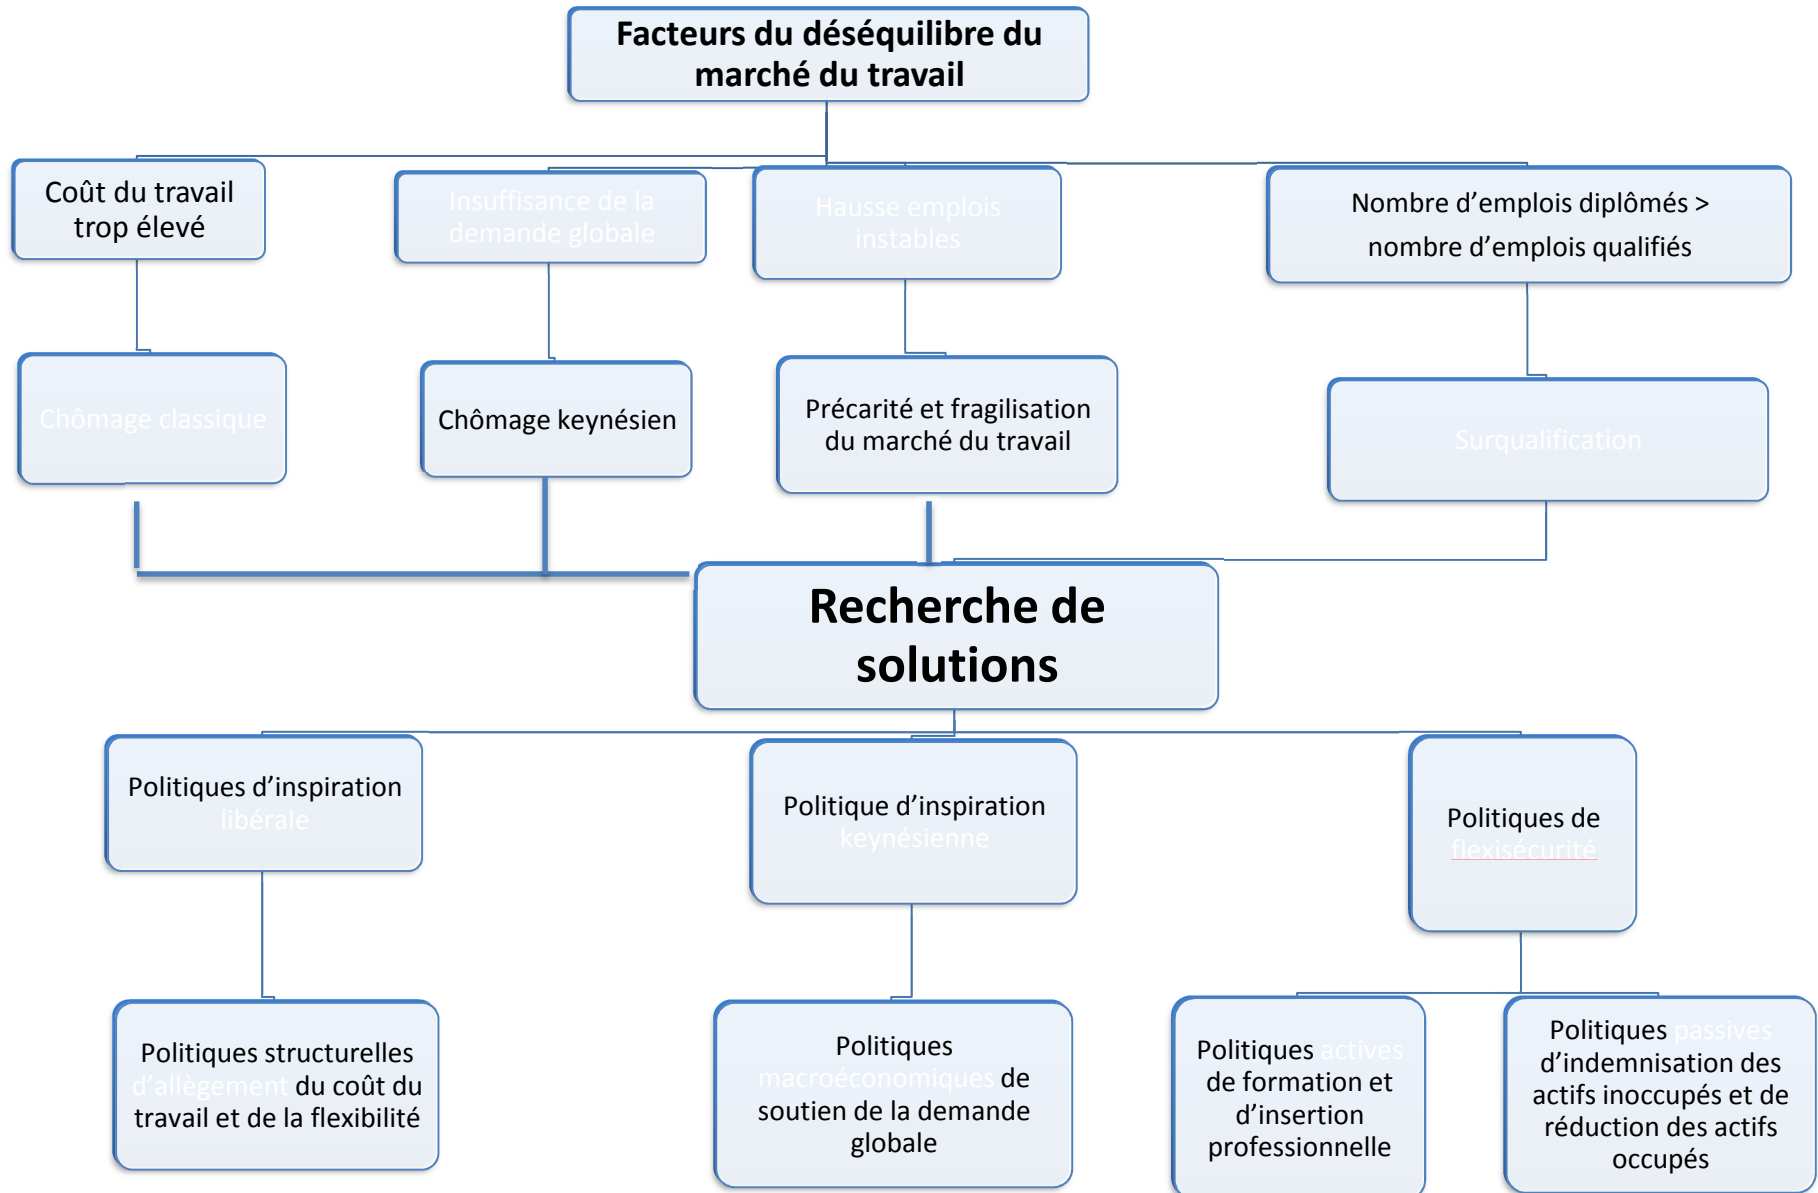 Facteurs du déséquilibre du
marché du travail
Coût du travail
trop élevé
Insuffisance de la
demande globale
Hausse emplois
instables
Nombre d’emplois diplômés >
nombre d’emplois qualifiés
Chômage classique
Chômage keynésien
Précarité et fragilisation
du marché du travail
Surqualification
Recherche de
solutions
Politiques d’inspiration
libérale
Politique d’inspiration
keynésienne
Politiques de
flexisécurité
Politiques structurelles
d’allègement du coût du
travail et de la flexibilité
Politiques
macroéconomiques de
soutien de la demande
globale
Politiques actives
de formation et
d’insertion
professionnelle
Politiques passives
d’indemnisation des
actifs inoccupés et de
réduction des actifs
occupés